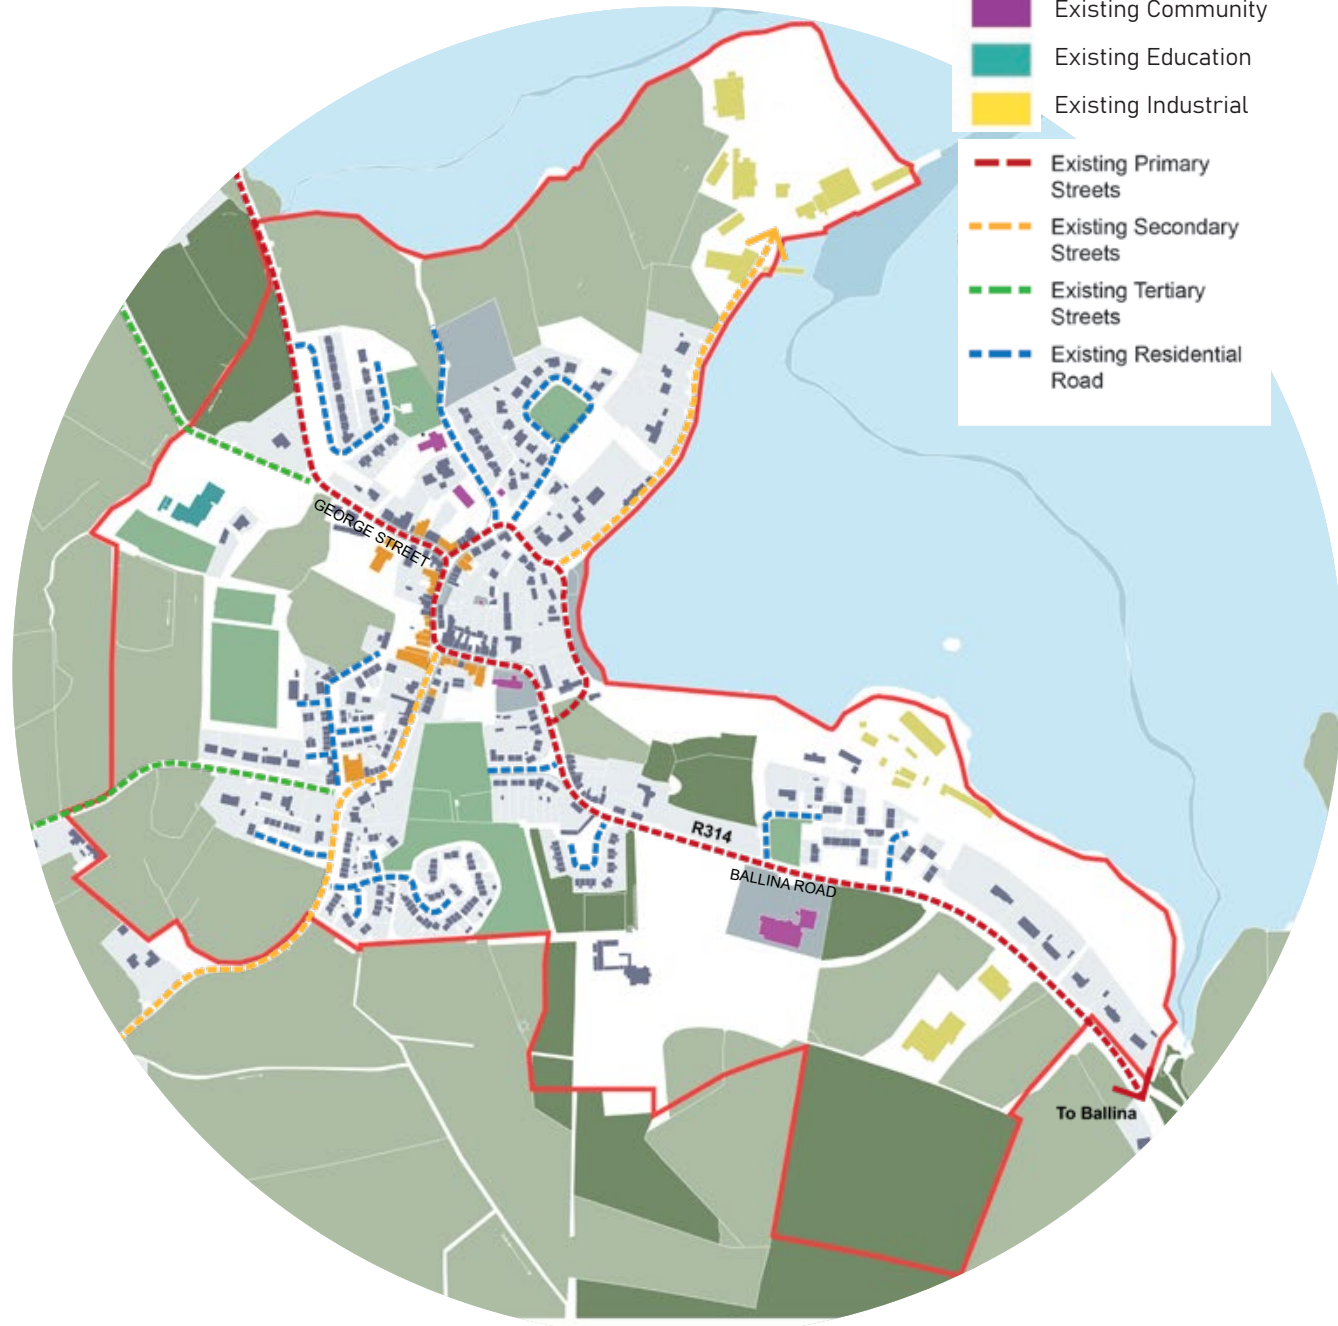 Existing Community
Existing Education
Existing Industrial
Existing Primary
Streets
Existing Secondary
Streets
Existing Tertiary
Streets
Existing Residential
Road
GEORGE STREET
R314
BALLINA ROAD
To Ballina